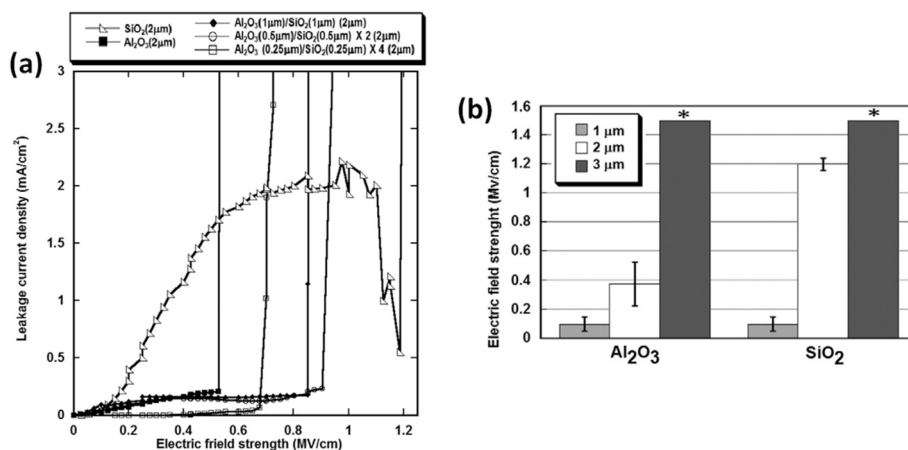 SiO2(2μm)
Al2O3(2μm)
Al2O3(1μm)/SiO2(1μm) (2μm)
Al2O3(0.5μm)/SiO2(0.5μm) X 2 (2μm)
Al2O3 (0.25μm)/SiO2(0.25μm) X 4 (2μm)
(a)
Leakage current density (mA/cm2)
3
2.5
2
1.5
1
0.5
0
0 0.2 0.4 0.6 0.8 1 1.2
Electric frield strength (MV/cm)
(b)
Electric field strenght (Mv/cm)
1.6
1.4
1.2
1
0.8
0.6
0.4
0.2
0
1 μm
2 μm
3 μm
* *
Al2O3 SiO2